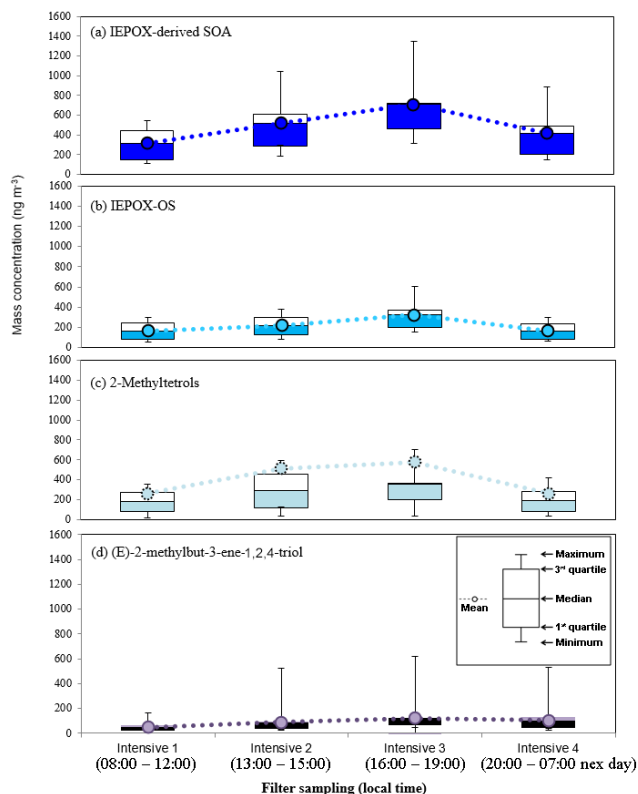 (a) IEPOX-derived SOA
1600
1400
1200
1000
800
600
400
200
0
(b) IEPOX-OS
1600
1400
1200
1000
800
600
400
200
0
Mass concentration (ng m-3)
(c) 2-Methyltetrols
1600
1400
1200
1000
800
600
400
200
0
(d) (E)-2-methylbut-3-ene-1,2,4-triol
1600
1400
1200
1000
800
600
400
200
0
Maximum
3rd quartile
Median
Mean
1st quartile
Minimum
Intensive 1 Intensive 2 Intensive 3 Intensive 4
(08:00 – 12:00) (13:00 – 15:00) (16:00 – 19:00) (20:00 – 07:00 nex day)
Filter sampling (local time)